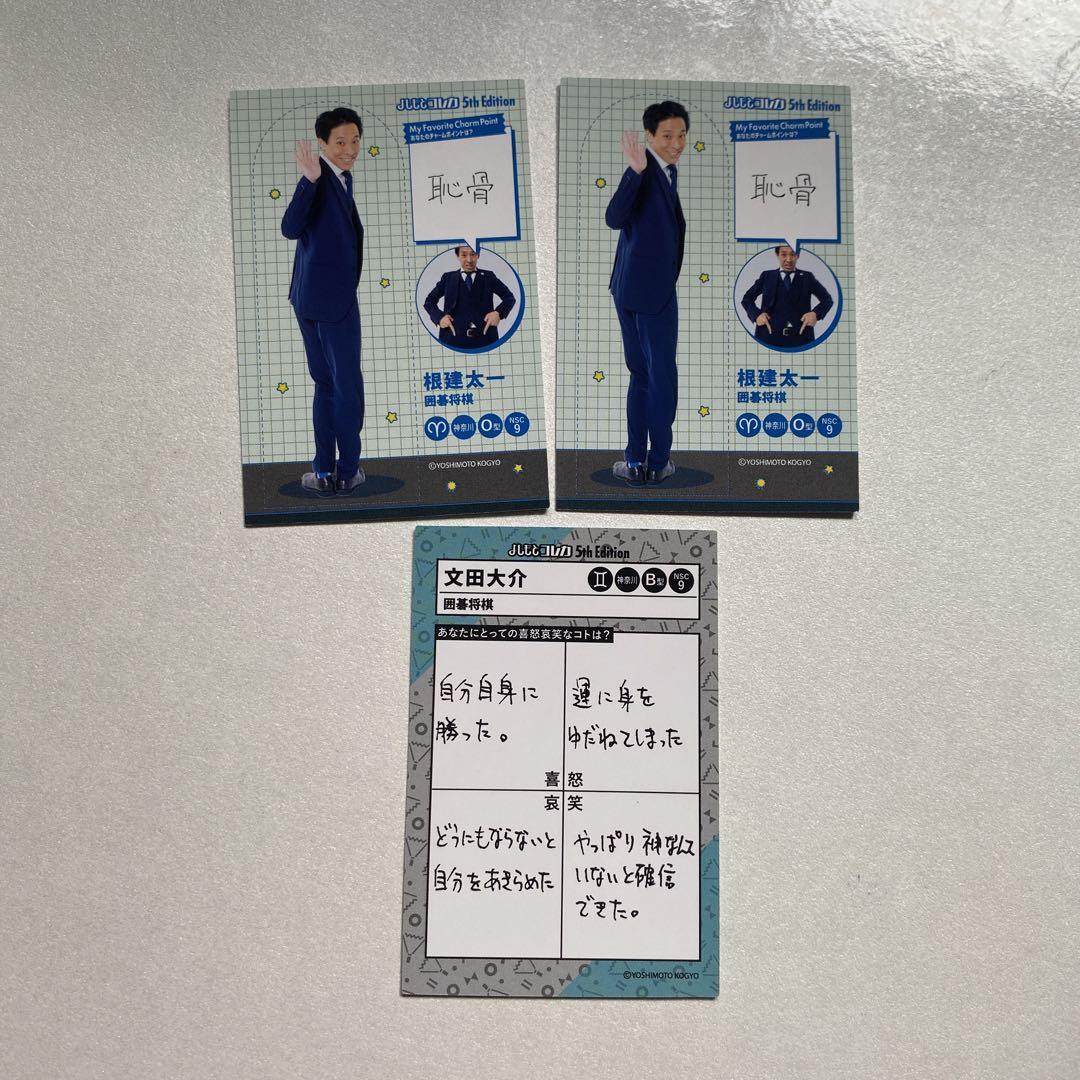 よしもとコレカ 5th Edition
My Favorite Charm Point
あなたのチャームポイントは?
恥骨
根建太一
囲碁将棋
♈ 神奈川 O型 NSC 9
©YOSHIMOTO KOGYO
よしもとコレカ 5th Edition
My Favorite Charm Point
あなたのチャームポイントは?
恥骨
根建太一
囲碁将棋
♈ 神奈川 O型 NSC 9
©YOSHIMOTO KOGYO
よしもとコレカ 5th Edition
文田大介
♊ 神奈川 B型 NSC 9
囲碁将棋
あなたにとっての喜怒哀笑なコトは?
自分自身に
勝った。
喜
運に身を
ゆだねてしまった
怒
哀
どうにもならないと
自分をあきらめた
笑
やっぱり神なんて
いないと確信
できた。
©YOSHIMOTO KOGYO